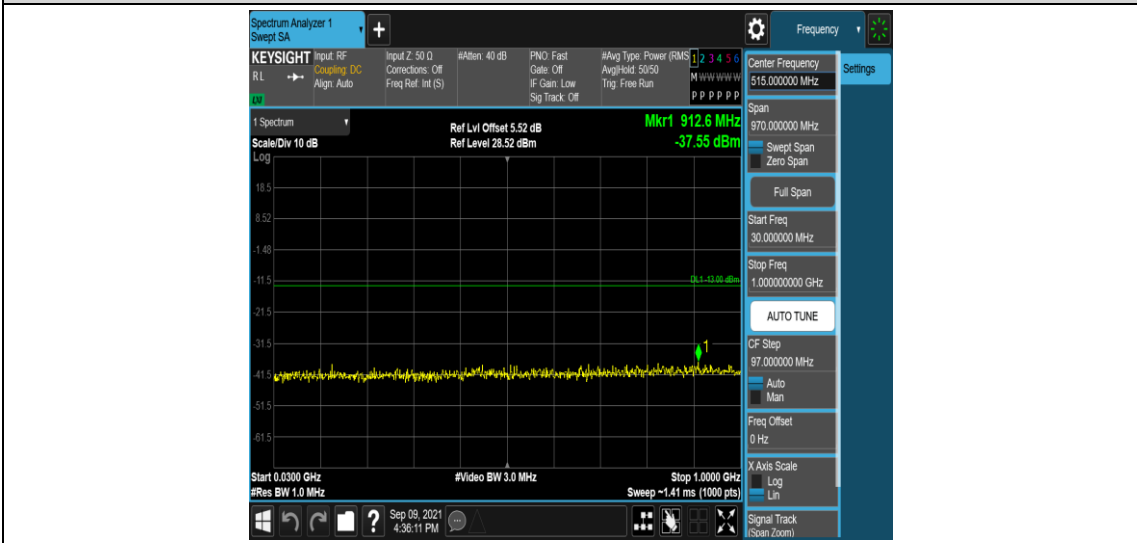 Spectrum Analyzer 1
Swept SA
+
Frequency
KEYSIGHT
RL
LXI
Input: RF
Coupling: DC
Align: Auto
Input Z: 50 Ω
Corrections: Off
Freq Ref: Int (S)
#Atten: 40 dB
PNO: Fast
Gate: Off
IF Gain: Low
Sig Track: Off
#Avg Type: Power (RMS
Avg|Hold: 50/50
Trig: Free Run
1 2 3 4 5 6
M W W W W W
P P P P P P
1 Spectrum
Scale/Div 10 dB
Log
Ref Lvl Offset 5.52 dB
Ref Level 28.52 dBm
Mkr1 912.6 MHz
-37.55 dBm
18.5
8.52
-1.48
-11.5
DL1 -13.00 dBm
-21.5
-31.5
1
-41.5
-51.5
-61.5
Start 0.0300 GHz
#Res BW 1.0 MHz
#Video BW 3.0 MHz
Stop 1.0000 GHz
Sweep ~1.41 ms (1000 pts)
?
Sep 09, 2021
4:36:11 PM
Center Frequency
515.000000 MHz
Settings
Span
970.000000 MHz
Swept Span
Zero Span
Full Span
Start Freq
30.000000 MHz
Stop Freq
1.000000000 GHz
AUTO TUNE
CF Step
97.000000 MHz
Auto
Man
Freq Offset
0 Hz
X Axis Scale
Log
Lin
Signal Track
(Span Zoom)